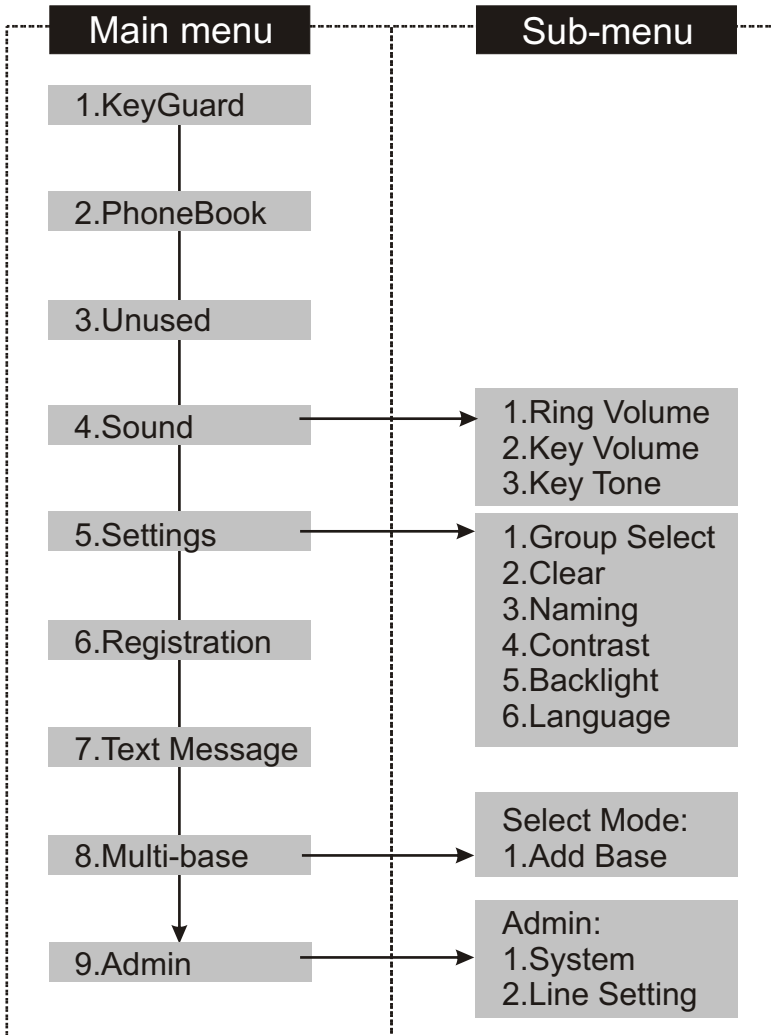 Main menu
Sub-menu
1.KeyGuard
2.PhoneBook
3.Unused
4.Sound
1.Ring Volume
2.Key Volume
3.Key Tone
5.Settings
1.Group Select
2.Clear
3.Naming
4.Contrast
5.Backlight
6.Language
6.Registration
7.Text Message
8.Multi-base
Select Mode:
1.Add Base
9.Admin
Admin:
1.System
2.Line Setting